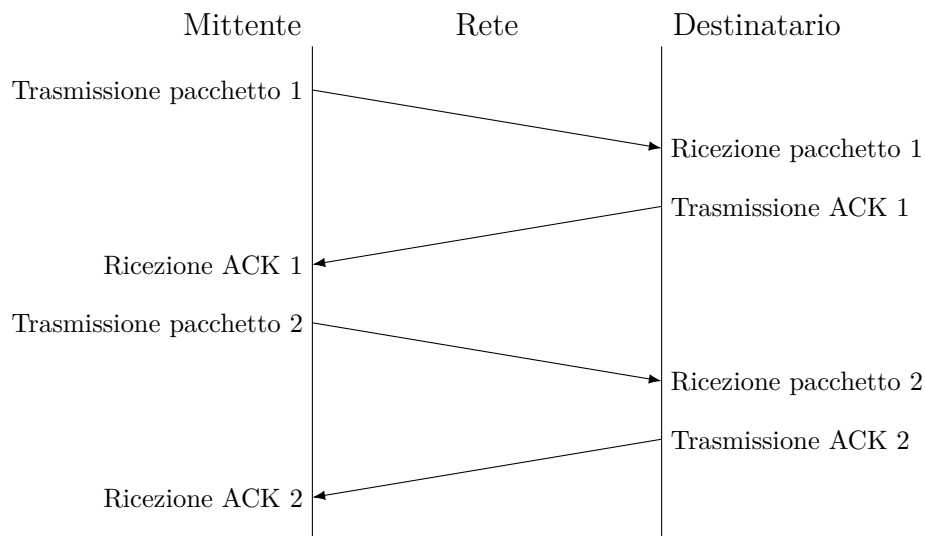 Mittente Rete Destinatario
Trasmissione pacchetto 1
Ricezione pacchetto 1
Trasmissione ACK 1
Ricezione ACK 1
Trasmissione pacchetto 2
Ricezione pacchetto 2
Trasmissione ACK 2
Ricezione ACK 2